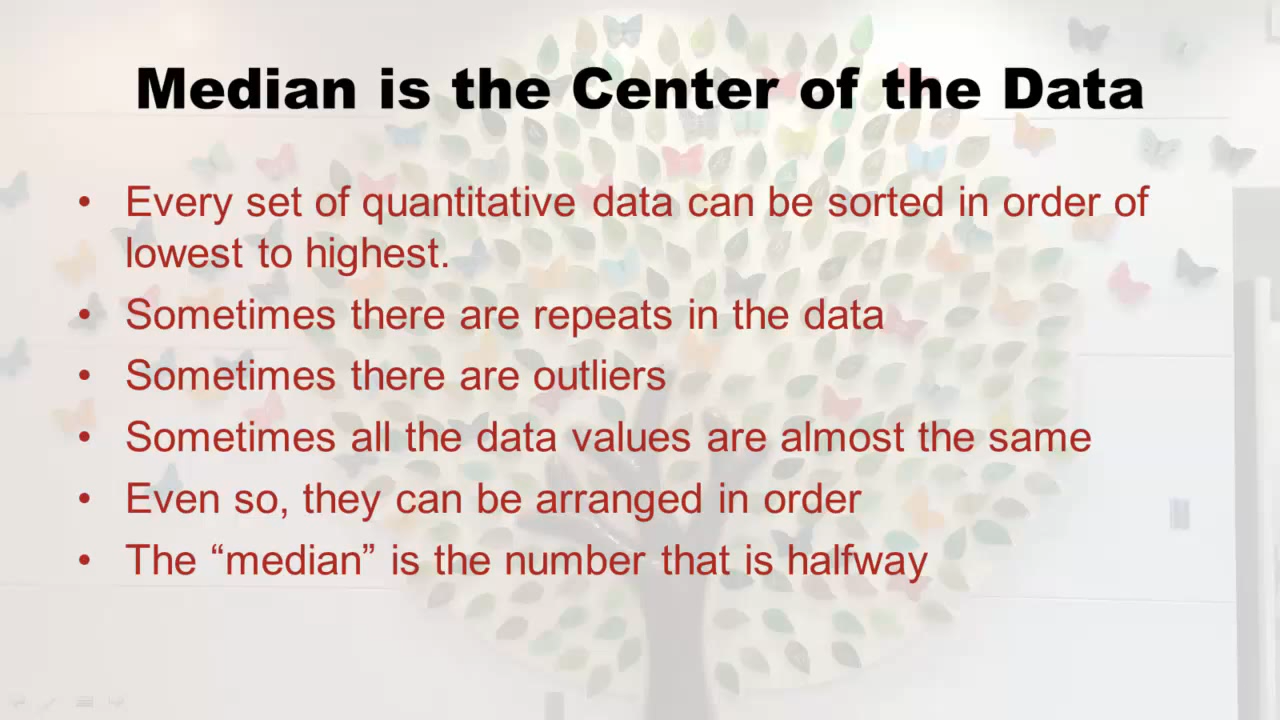 Median is the Center of the Data
• Every set of quantitative data can be sorted in order of
lowest to highest.
• Sometimes there are repeats in the data
• Sometimes there are outliers
• Sometimes all the data values are almost the same
• Even so, they can be arranged in order
• The “median” is the number that is halfway